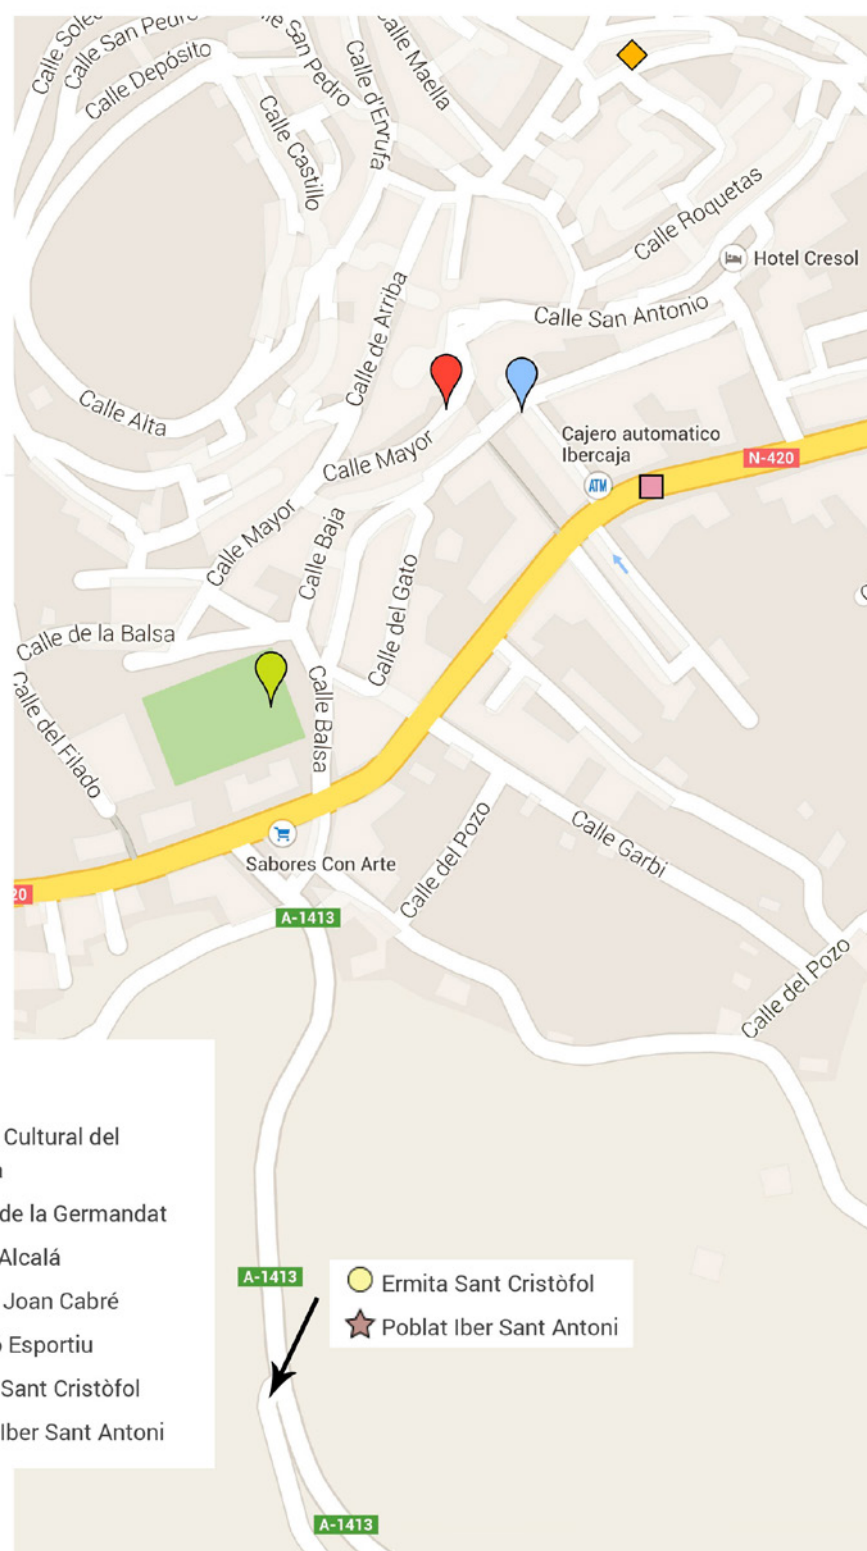 Calle San Pedro
Calle Depósito
San Pedro
Calle d'Enrufa
Calle Maella
Calle Castillo
Calle Roquetas
Hotel Cresol
Calle San Antonio
Calle de Arriba
Calle Alta
Calle Mayor
Cajero automatico
Ibercaja
ATM
N-420
Calle Mayor
Calle Baja
Calle del Gato
Calle de la Balsa
Calle del Filado
Calle Balsa
Sabores Con Arte
20
A-1413
Calle del Pozo
Calle Garbi
Calle del Pozo
Cultural del
de la Germandat
Alcalá
Joan Cabré
Esportiu
Sant Cristòfol
Iber Sant Antoni
A-1413
Ermita Sant Cristòfol
Poblat Iber Sant Antoni
A-1413